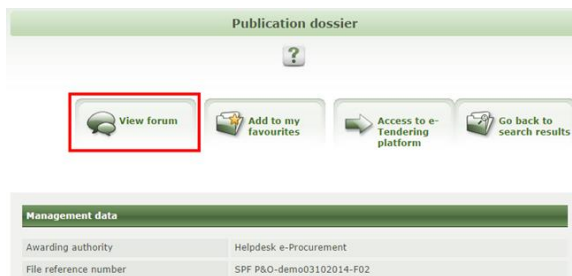 Publication dossier
?
View forum
Add to my
favourites
Access to e-
Tendering
platform
Go back to
search results
Management data
Awarding authority Helpdesk e-Procurement
File reference number SPF P&O-demo03102014-F02